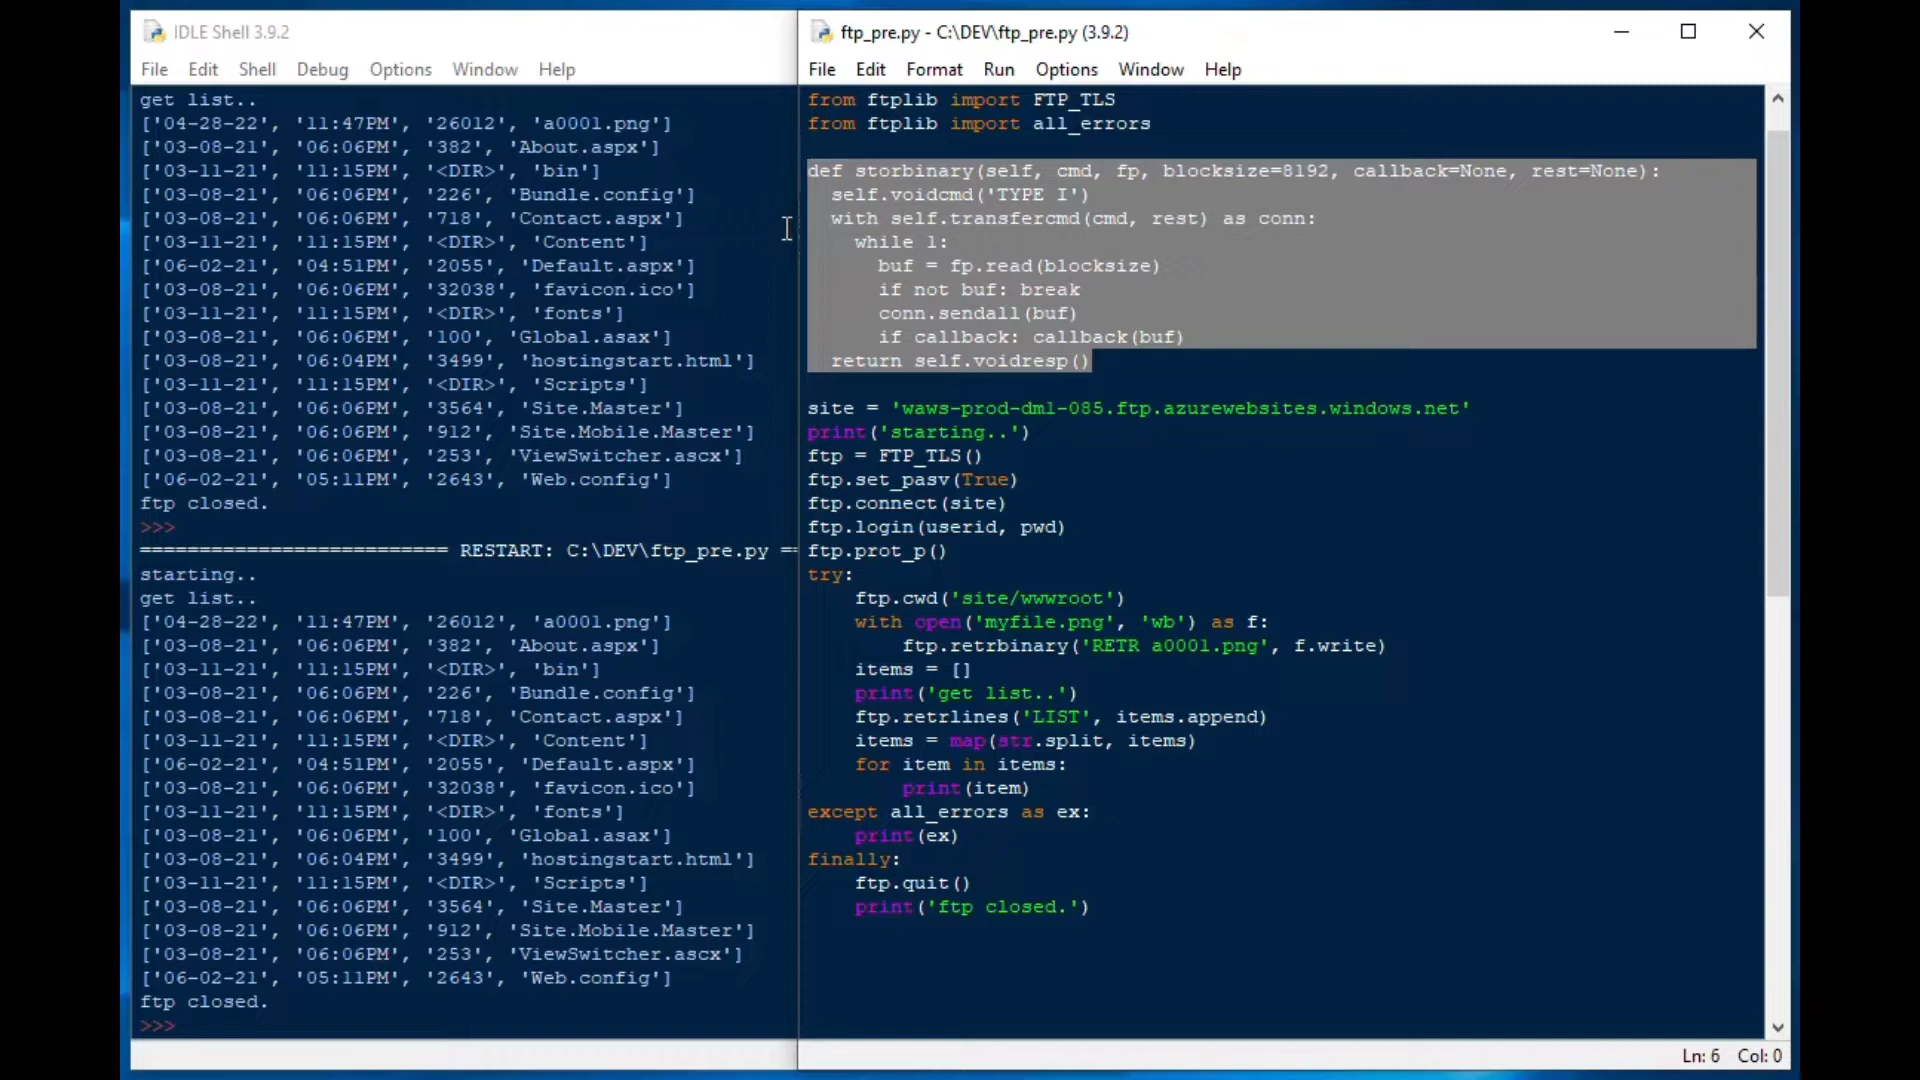 IDLE Shell 3.9.2
File Edit Shell Debug Options Window Help
get list..
['04-28-22', '11:47PM', '26012', 'a0001.png']
['03-08-21', '06:06PM', '382', 'About.aspx']
['03-11-21', '11:15PM', '<DIR>', 'bin']
['03-08-21', '06:06PM', '226', 'Bundle.config']
['03-08-21', '06:06PM', '718', 'Contact.aspx']
['03-11-21', '11:15PM', '<DIR>', 'Content']
['06-02-21', '04:51PM', '2055', 'Default.aspx']
['03-08-21', '06:06PM', '32038', 'favicon.ico']
['03-11-21', '11:15PM', '<DIR>', 'fonts']
['03-08-21', '06:06PM', '100', 'Global.asax']
['03-08-21', '06:04PM', '3499', 'hostingstart.html']
['03-11-21', '11:15PM', '<DIR>', 'Scripts']
['03-08-21', '06:06PM', '3564', 'Site.Master']
['03-08-21', '06:06PM', '912', 'Site.Mobile.Master']
['03-08-21', '06:06PM', '253', 'ViewSwitcher.ascx']
['06-02-21', '05:11PM', '2643', 'Web.config']
ftp closed.
>>>
========================== RESTART: C:\DEV\ftp_pre.py ==
starting..
get list..
['04-28-22', '11:47PM', '26012', 'a0001.png']
['03-08-21', '06:06PM', '382', 'About.aspx']
['03-11-21', '11:15PM', '<DIR>', 'bin']
['03-08-21', '06:06PM', '226', 'Bundle.config']
['03-08-21', '06:06PM', '718', 'Contact.aspx']
['03-11-21', '11:15PM', '<DIR>', 'Content']
['06-02-21', '04:51PM', '2055', 'Default.aspx']
['03-08-21', '06:06PM', '32038', 'favicon.ico']
['03-11-21', '11:15PM', '<DIR>', 'fonts']
['03-08-21', '06:06PM', '100', 'Global.asax']
['03-08-21', '06:04PM', '3499', 'hostingstart.html']
['03-11-21', '11:15PM', '<DIR>', 'Scripts']
['03-08-21', '06:06PM', '3564', 'Site.Master']
['03-08-21', '06:06PM', '912', 'Site.Mobile.Master']
['03-08-21', '06:06PM', '253', 'ViewSwitcher.ascx']
['06-02-21', '05:11PM', '2643', 'Web.config']
ftp closed.
>>>
ftp_pre.py - C:\DEV\ftp_pre.py (3.9.2)
File Edit Format Run Options Window Help
from ftplib import FTP_TLS
from ftplib import all_errors
def storbinary(self, cmd, fp, blocksize=8192, callback=None, rest=None):
  self.voidcmd('TYPE I')
  with self.transfercmd(cmd, rest) as conn:
    while 1:
      buf = fp.read(blocksize)
      if not buf: break
      conn.sendall(buf)
      if callback: callback(buf)
  return self.voidresp()
site = 'waws-prod-dm1-085.ftp.azurewebsites.windows.net'
print('starting..')
ftp = FTP_TLS()
ftp.set_pasv(True)
ftp.connect(site)
ftp.login(userid, pwd)
ftp.prot_p()
try:
    ftp.cwd('site/wwwroot')
    with open('myfile.png', 'wb') as f:
        ftp.retrbinary('RETR a0001.png', f.write)
    items = []
    print('get list..')
    ftp.retrlines('LIST', items.append)
    items = map(str.split, items)
    for item in items:
        print(item)
except all_errors as ex:
    print(ex)
finally:
    ftp.quit()
    print('ftp closed.')
Ln: 6 Col: 0